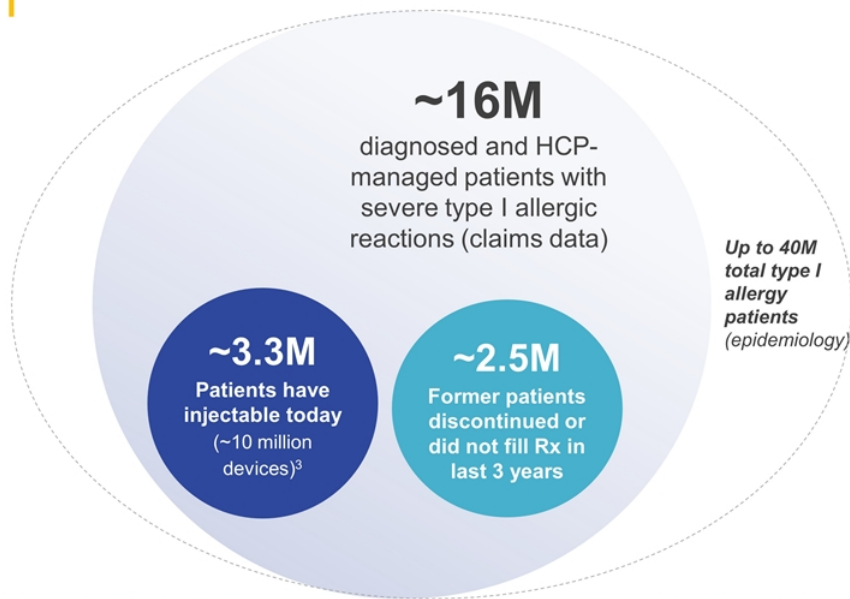 ~16M
diagnosed and HCP-
managed patients with
severe type I allergic
reactions (claims data)
Up to 40M
total type I
allergy
patients
(epidemiology)
~3.3M
Patients have
injectable today
(~10 million
devices)³
~2.5M
Former patients
discontinued or
did not fill Rx in
last 3 years